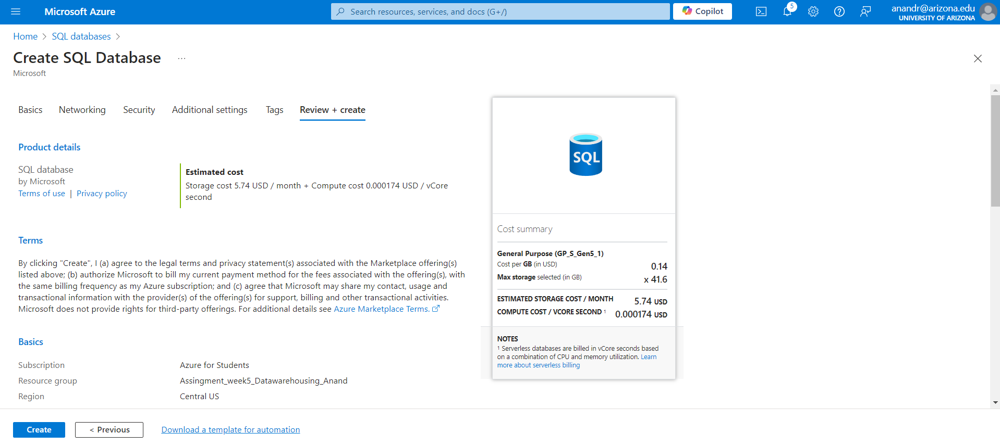 Microsoft Azure
Search resources, services, and docs (G+/)
Copilot
5
anandr@arizona.edu
UNIVERSITY OF ARIZONA
Home > SQL databases >
Create SQL Database ...
Microsoft
Basics Networking Security Additional settings Tags Review + create
Product details
SQL database
by Microsoft
Terms of use | Privacy policy
Estimated cost
Storage cost 5.74 USD / month + Compute cost 0.000174 USD / vCore
second
Terms
By clicking "Create", I (a) agree to the legal terms and privacy statement(s) associated with the Marketplace offering(s)
listed above; (b) authorize Microsoft to bill my current payment method for the fees associated with the offering(s), with
the same billing frequency as my Azure subscription; and (c) agree that Microsoft may share my contact, usage and
transactional information with the provider(s) of the offering(s) for support, billing and other transactional activities.
Microsoft does not provide rights for third-party offerings. For additional details see Azure Marketplace Terms.
Basics
Subscription Azure for Students
Resource group Assingment_week5_Datawarehousing_Anand
Region Central US
SQL
Cost summary
General Purpose (GP_S_Gen5_1)
Cost per GB (in USD) 0.14
Max storage selected (in GB) x 41.6
ESTIMATED STORAGE COST / MONTH 5.74 USD
COMPUTE COST / VCORE SECOND 1 0.000174 USD
NOTES
1 Serverless databases are billed in vCore seconds based
on a combination of CPU and memory utilization. Learn
more about serverless billing
Create < Previous Download a template for automation